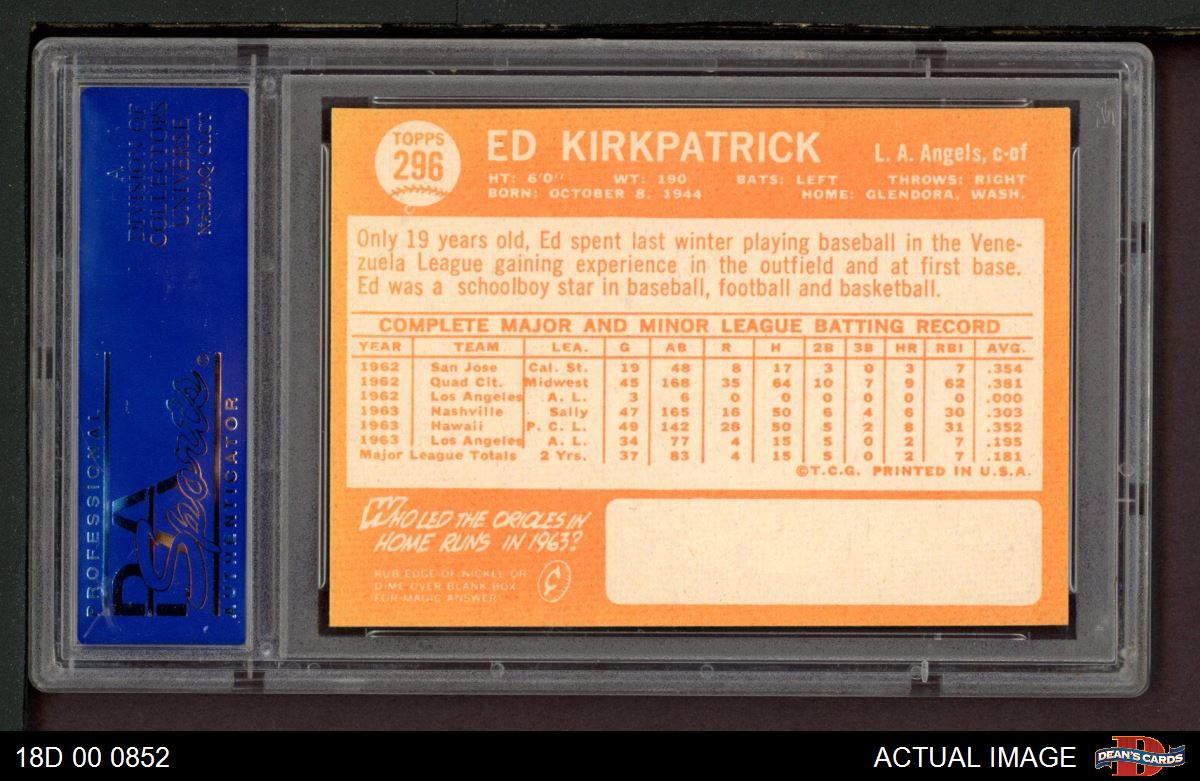 DIVISION OF
COLLECTORS
UNIVERSE
NASDAQ: CLCT
PROFESSIONAL
PSA
Sports
AUTHENTICATOR
TOPPS
296
ED KIRKPATRICK
L. A. Angels, c-of
HT: 6'0" WT: 190 BATS: LEFT THROWS: RIGHT
BORN: OCTOBER 8, 1944 HOME: GLENDORA, WASH.
Only 19 years old, Ed spent last winter playing baseball in the Vene-
zuela League gaining experience in the outfield and at first base.
Ed was a schoolboy star in baseball, football and basketball.
COMPLETE MAJOR AND MINOR LEAGUE BATTING RECORD
YEAR TEAM LEA. G AB R H 2B 3B HR RBI AVG.
1962 San Jose Cal. St. 19 48 8 17 3 0 3 7 .354
1962 Quad Cit. Midwest 45 168 35 64 10 7 9 62 .381
1962 Los Angeles A. L. 3 6 0 0 0 0 0 0 .000
1963 Nashville Sally 47 165 16 50 6 4 6 30 .303
1963 Hawaii P. C. L. 49 142 28 50 5 2 8 31 .352
1963 Los Angeles A. L. 34 77 4 15 5 0 2 7 .195
Major League Totals 2 Yrs. 37 83 4 15 5 0 2 7 .181
©T.C.G. PRINTED IN U.S.A.
WHO LED THE ORIOLES IN
HOME RUNS IN 1963?
RUB EDGE OF NICKEL OR
DIME OVER BLANK BOX
FOR MAGIC ANSWER
¢
18D 00 0852
ACTUAL IMAGE
DEAN'S CARDS